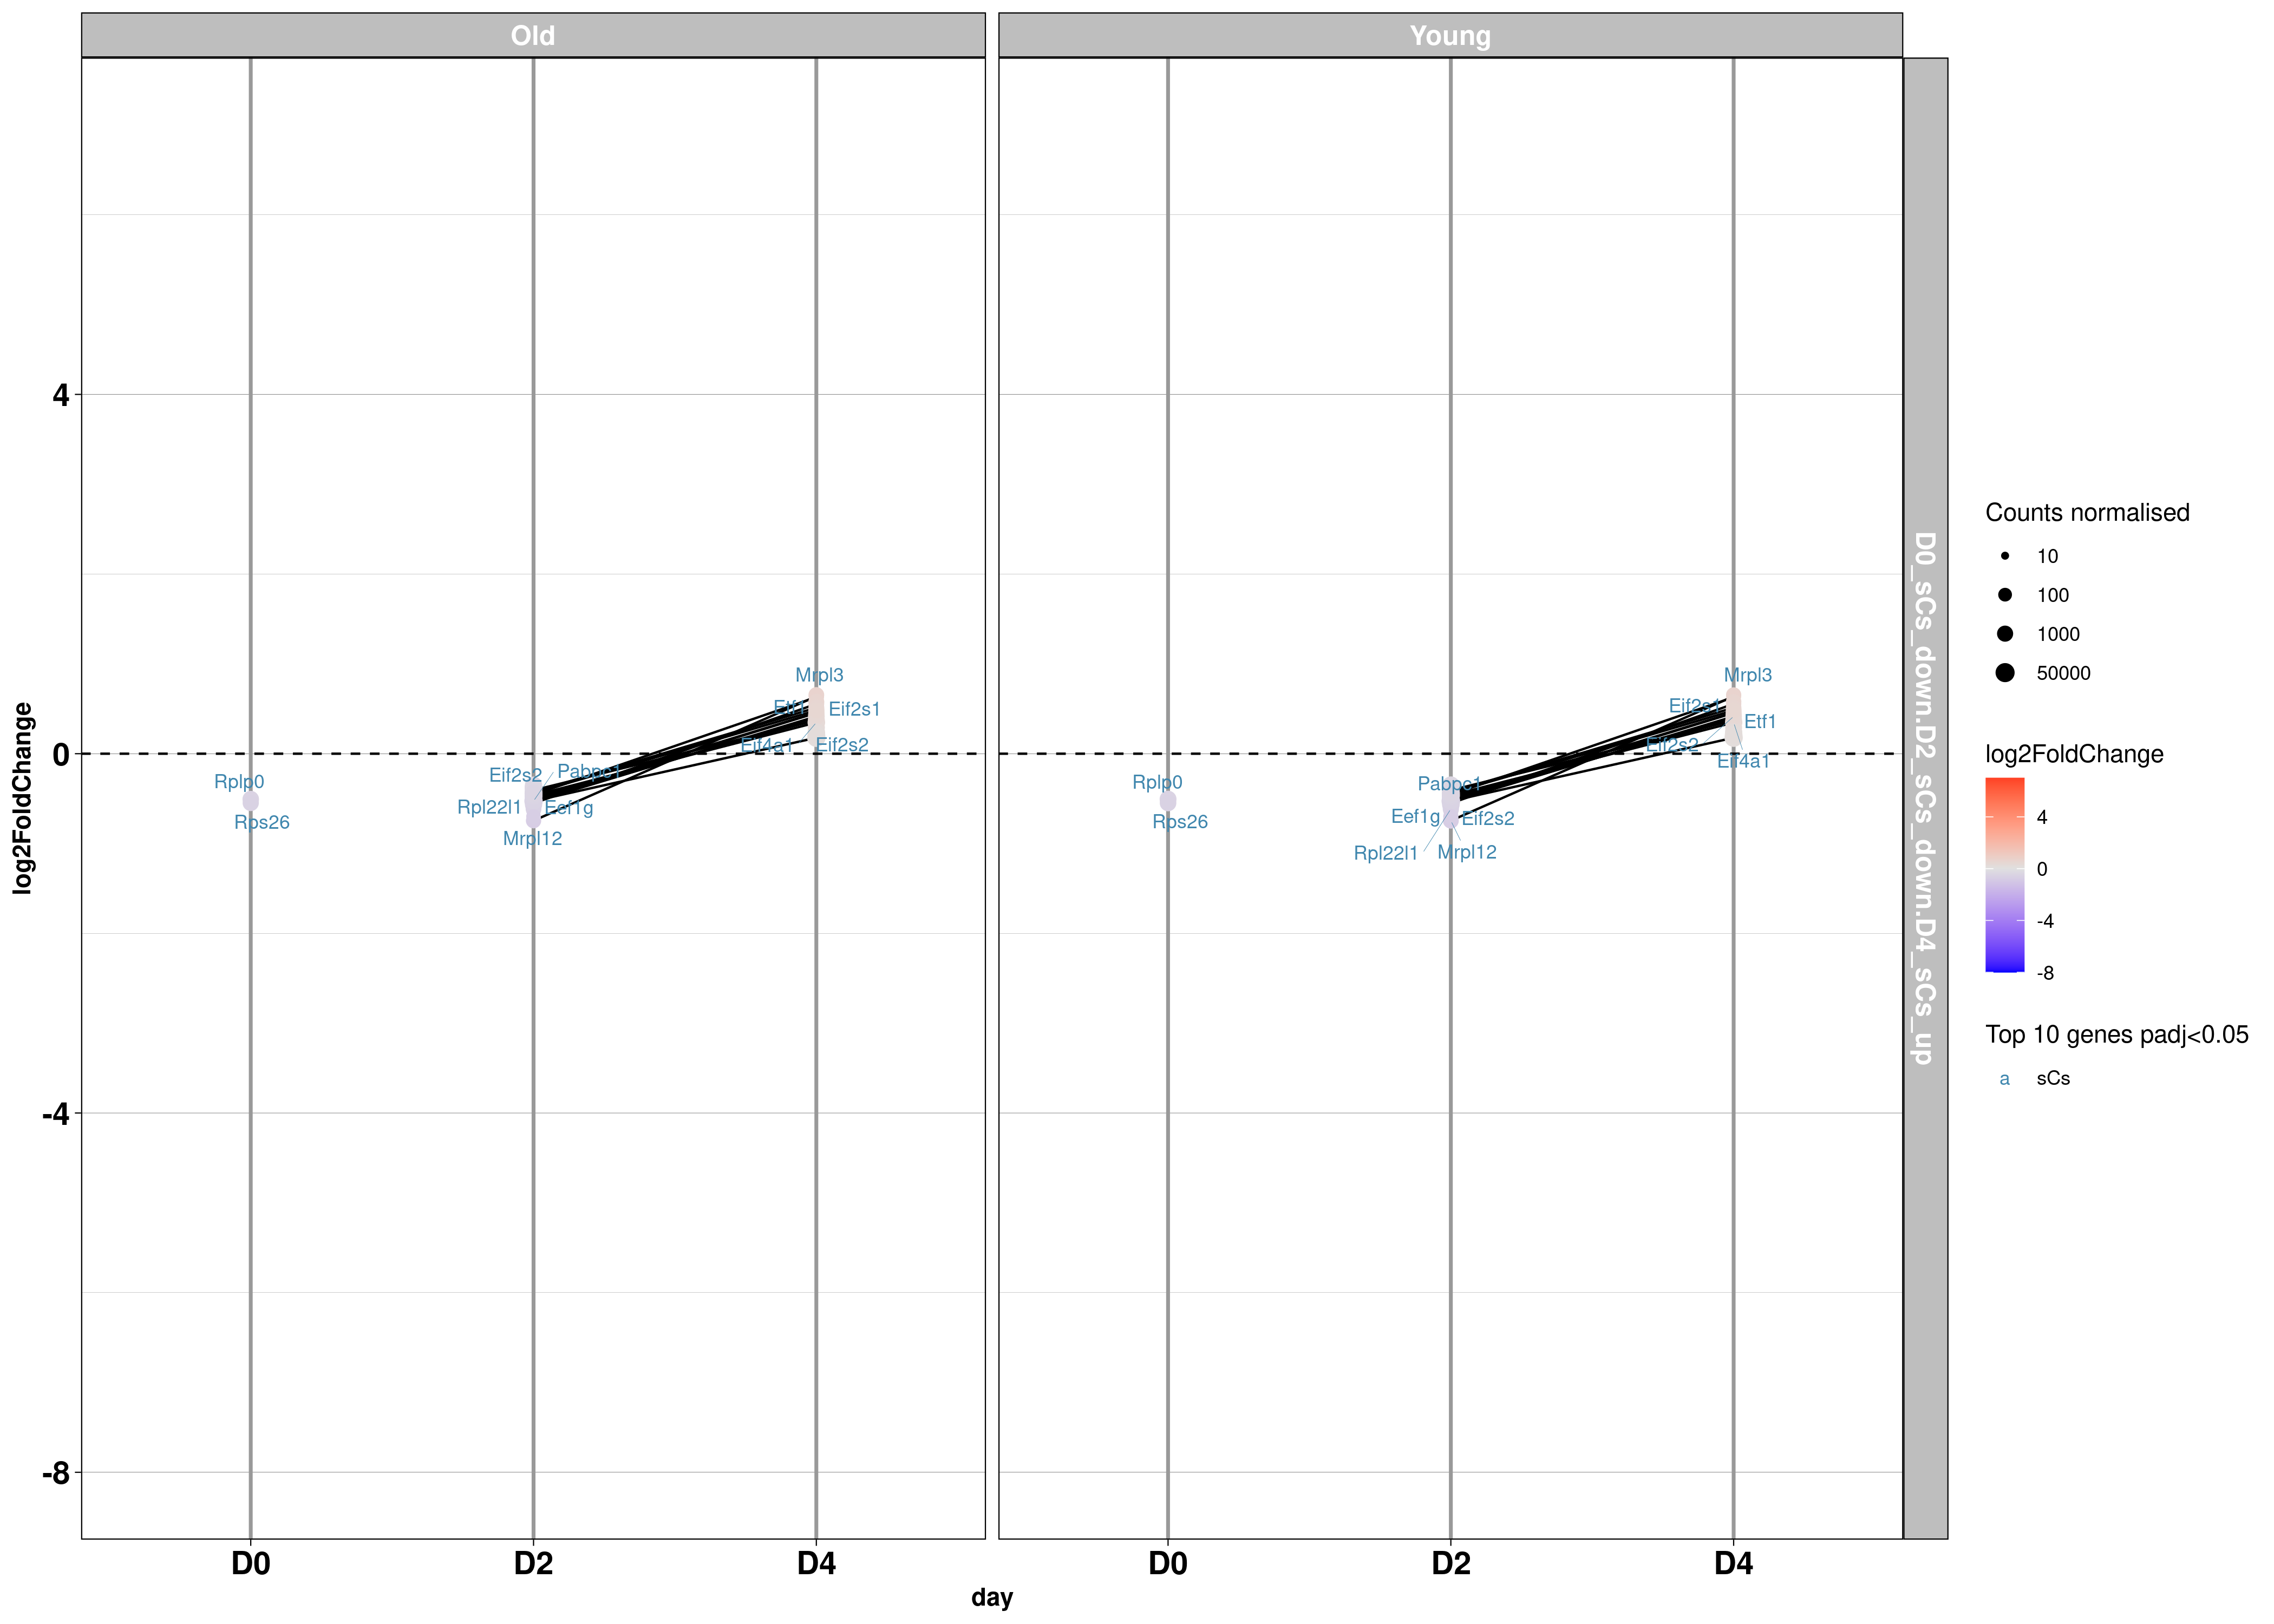 Old
Young
4
0
-4
-8
log2FoldChange
Rplp0
Rps26
Eif2s2
Pabpc1
Rpl22l1
Eef1g
Mrpl12
Mrpl3
Etf1
Eif2s1
Eif4a1
Eif2s2
Rplp0
Rps26
Pabpc1
Eef1g
Eif2s2
Rpl22l1
Mrpl12
Mrpl3
Eif2s1
Etf1
Eif2s2
Eif4a1
D0
D2
D4
D0
D2
D4
day
D0_sCs_down.D2_sCs_down.D4_sCs_up
Counts normalised
10
100
1000
50000
log2FoldChange
4
0
-4
-8
Top 10 genes padj<0.05
a sCs